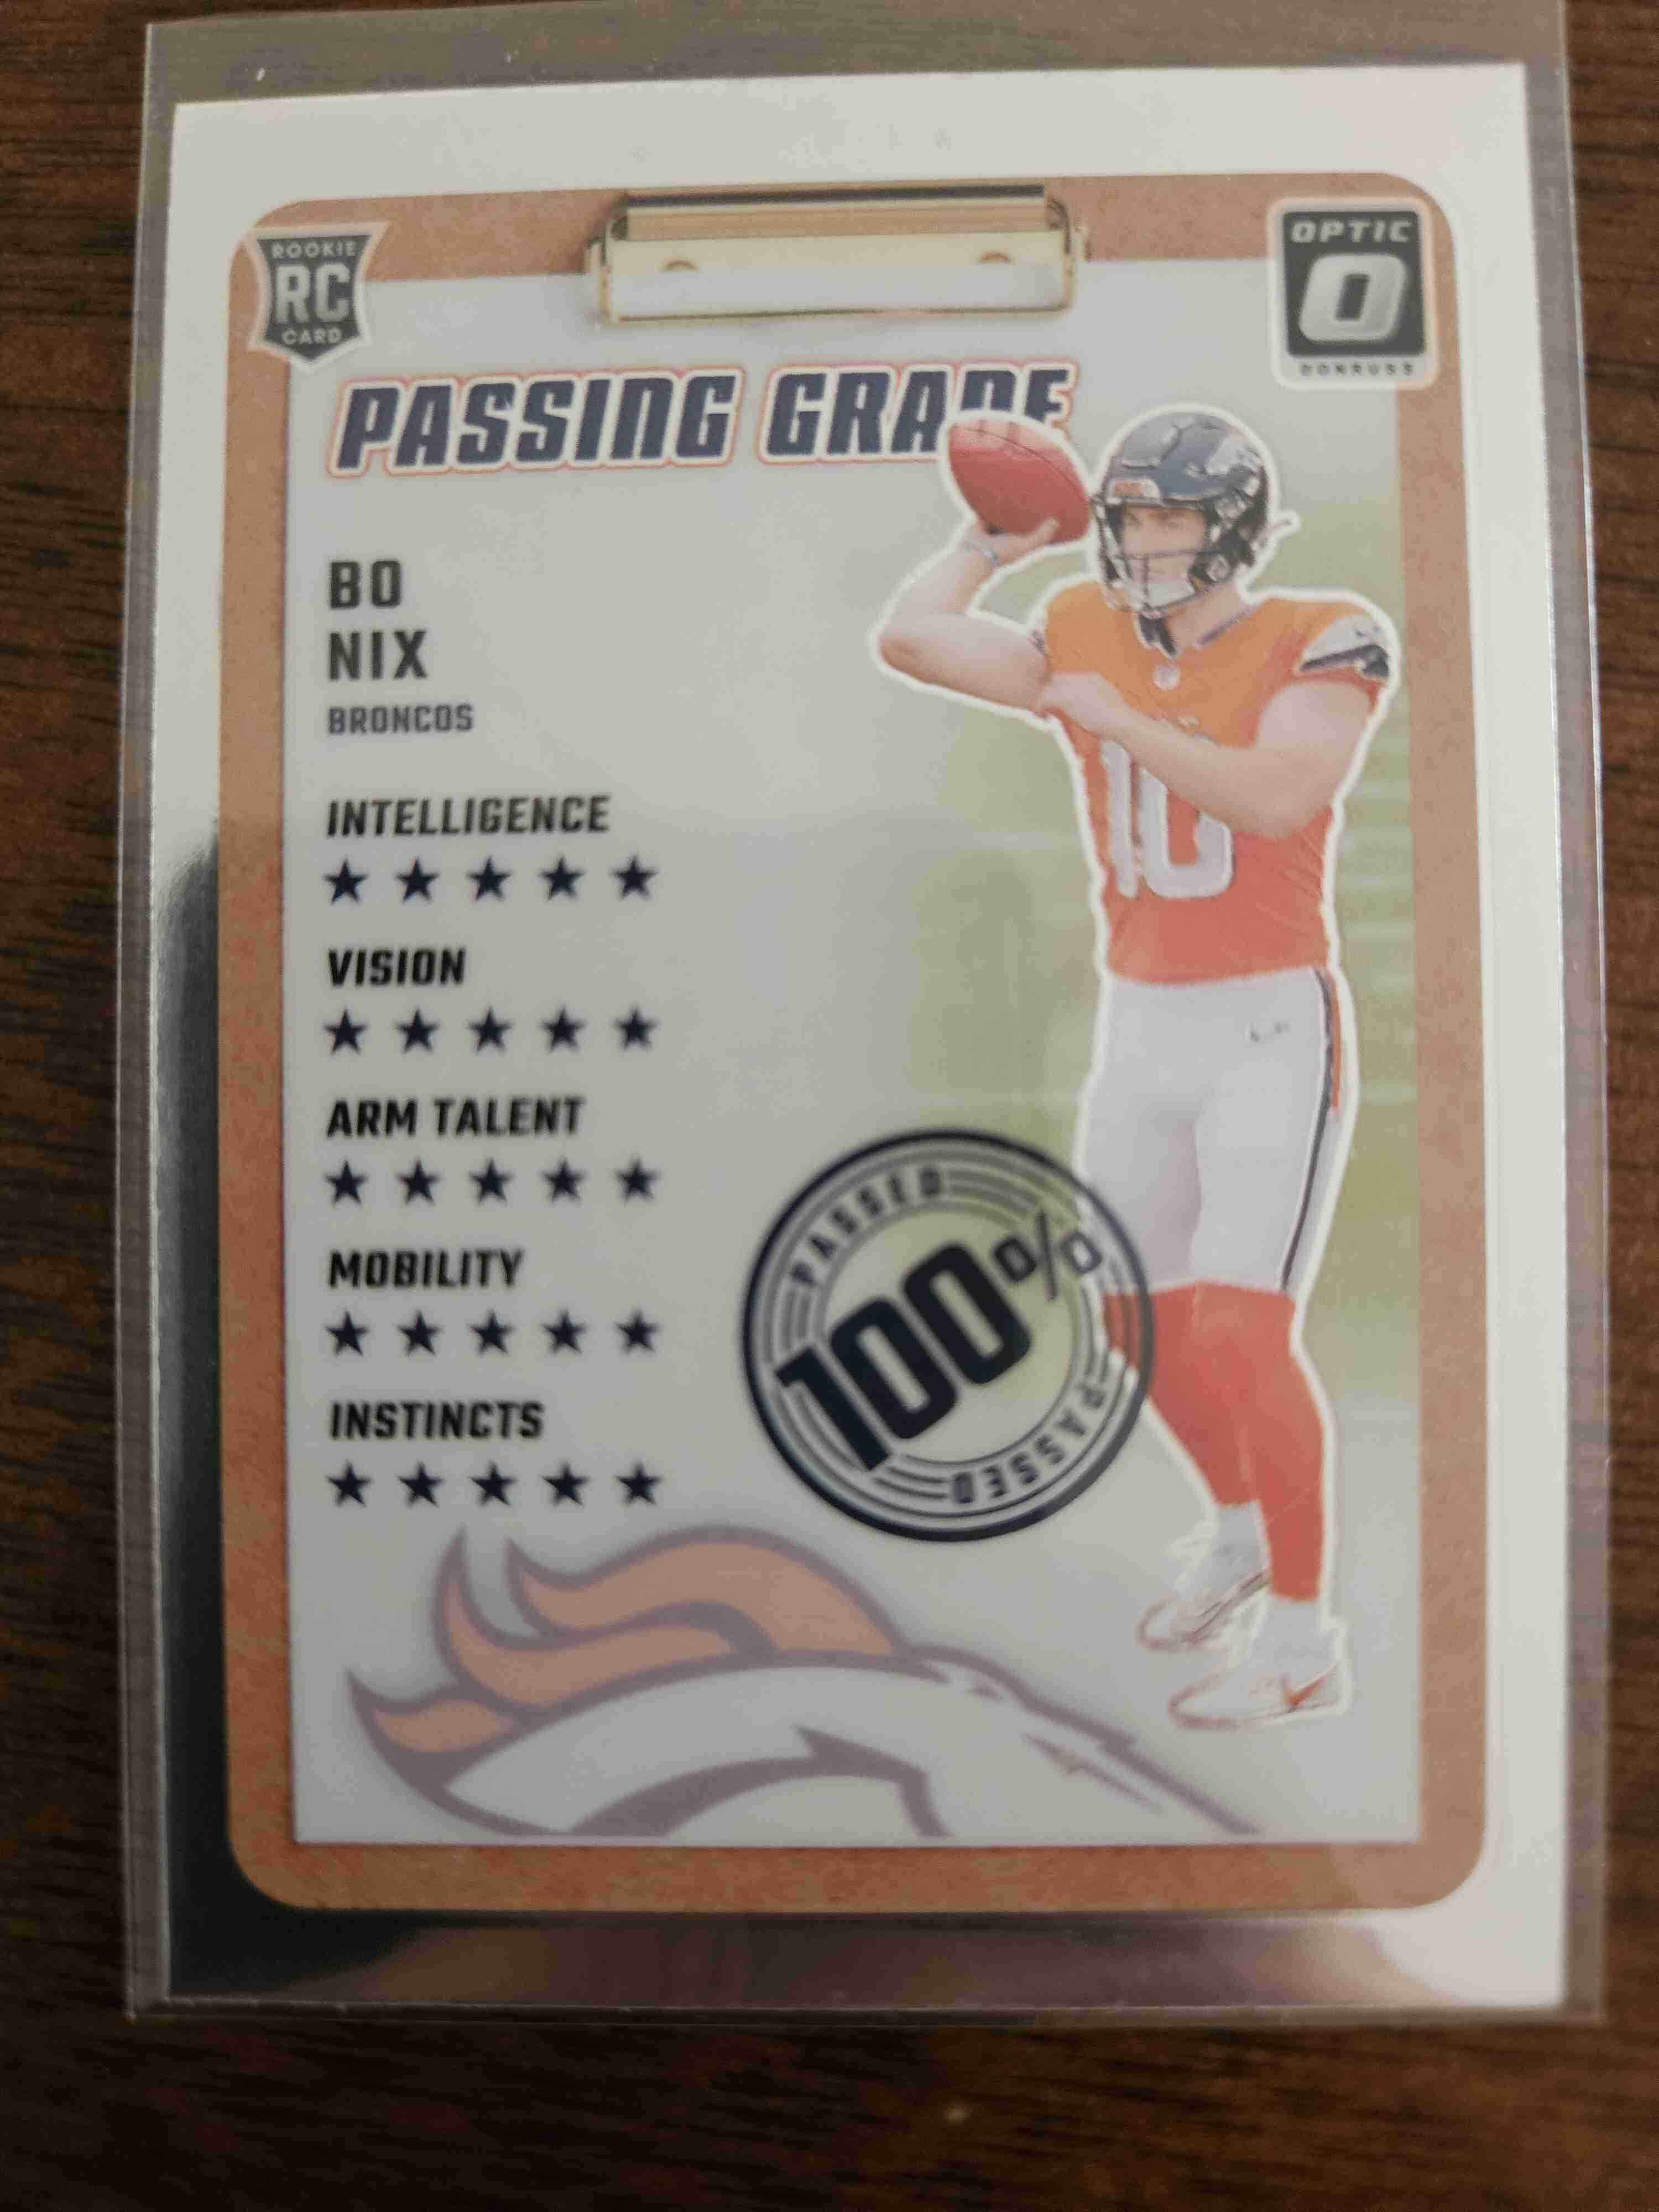 ROOKIE
RC
CARD
OPTIC
O
DONRUSS
PASSING GRADE
BO
NIX
BRONCOS
INTELLIGENCE
★ ★ ★ ★ ★
VISION
★ ★ ★ ★ ★
ARM TALENT
★ ★ ★ ★ ★
MOBILITY
★ ★ ★ ★ ★
INSTINCTS
★ ★ ★ ★ ★
PASSED
100%
PASSED
10